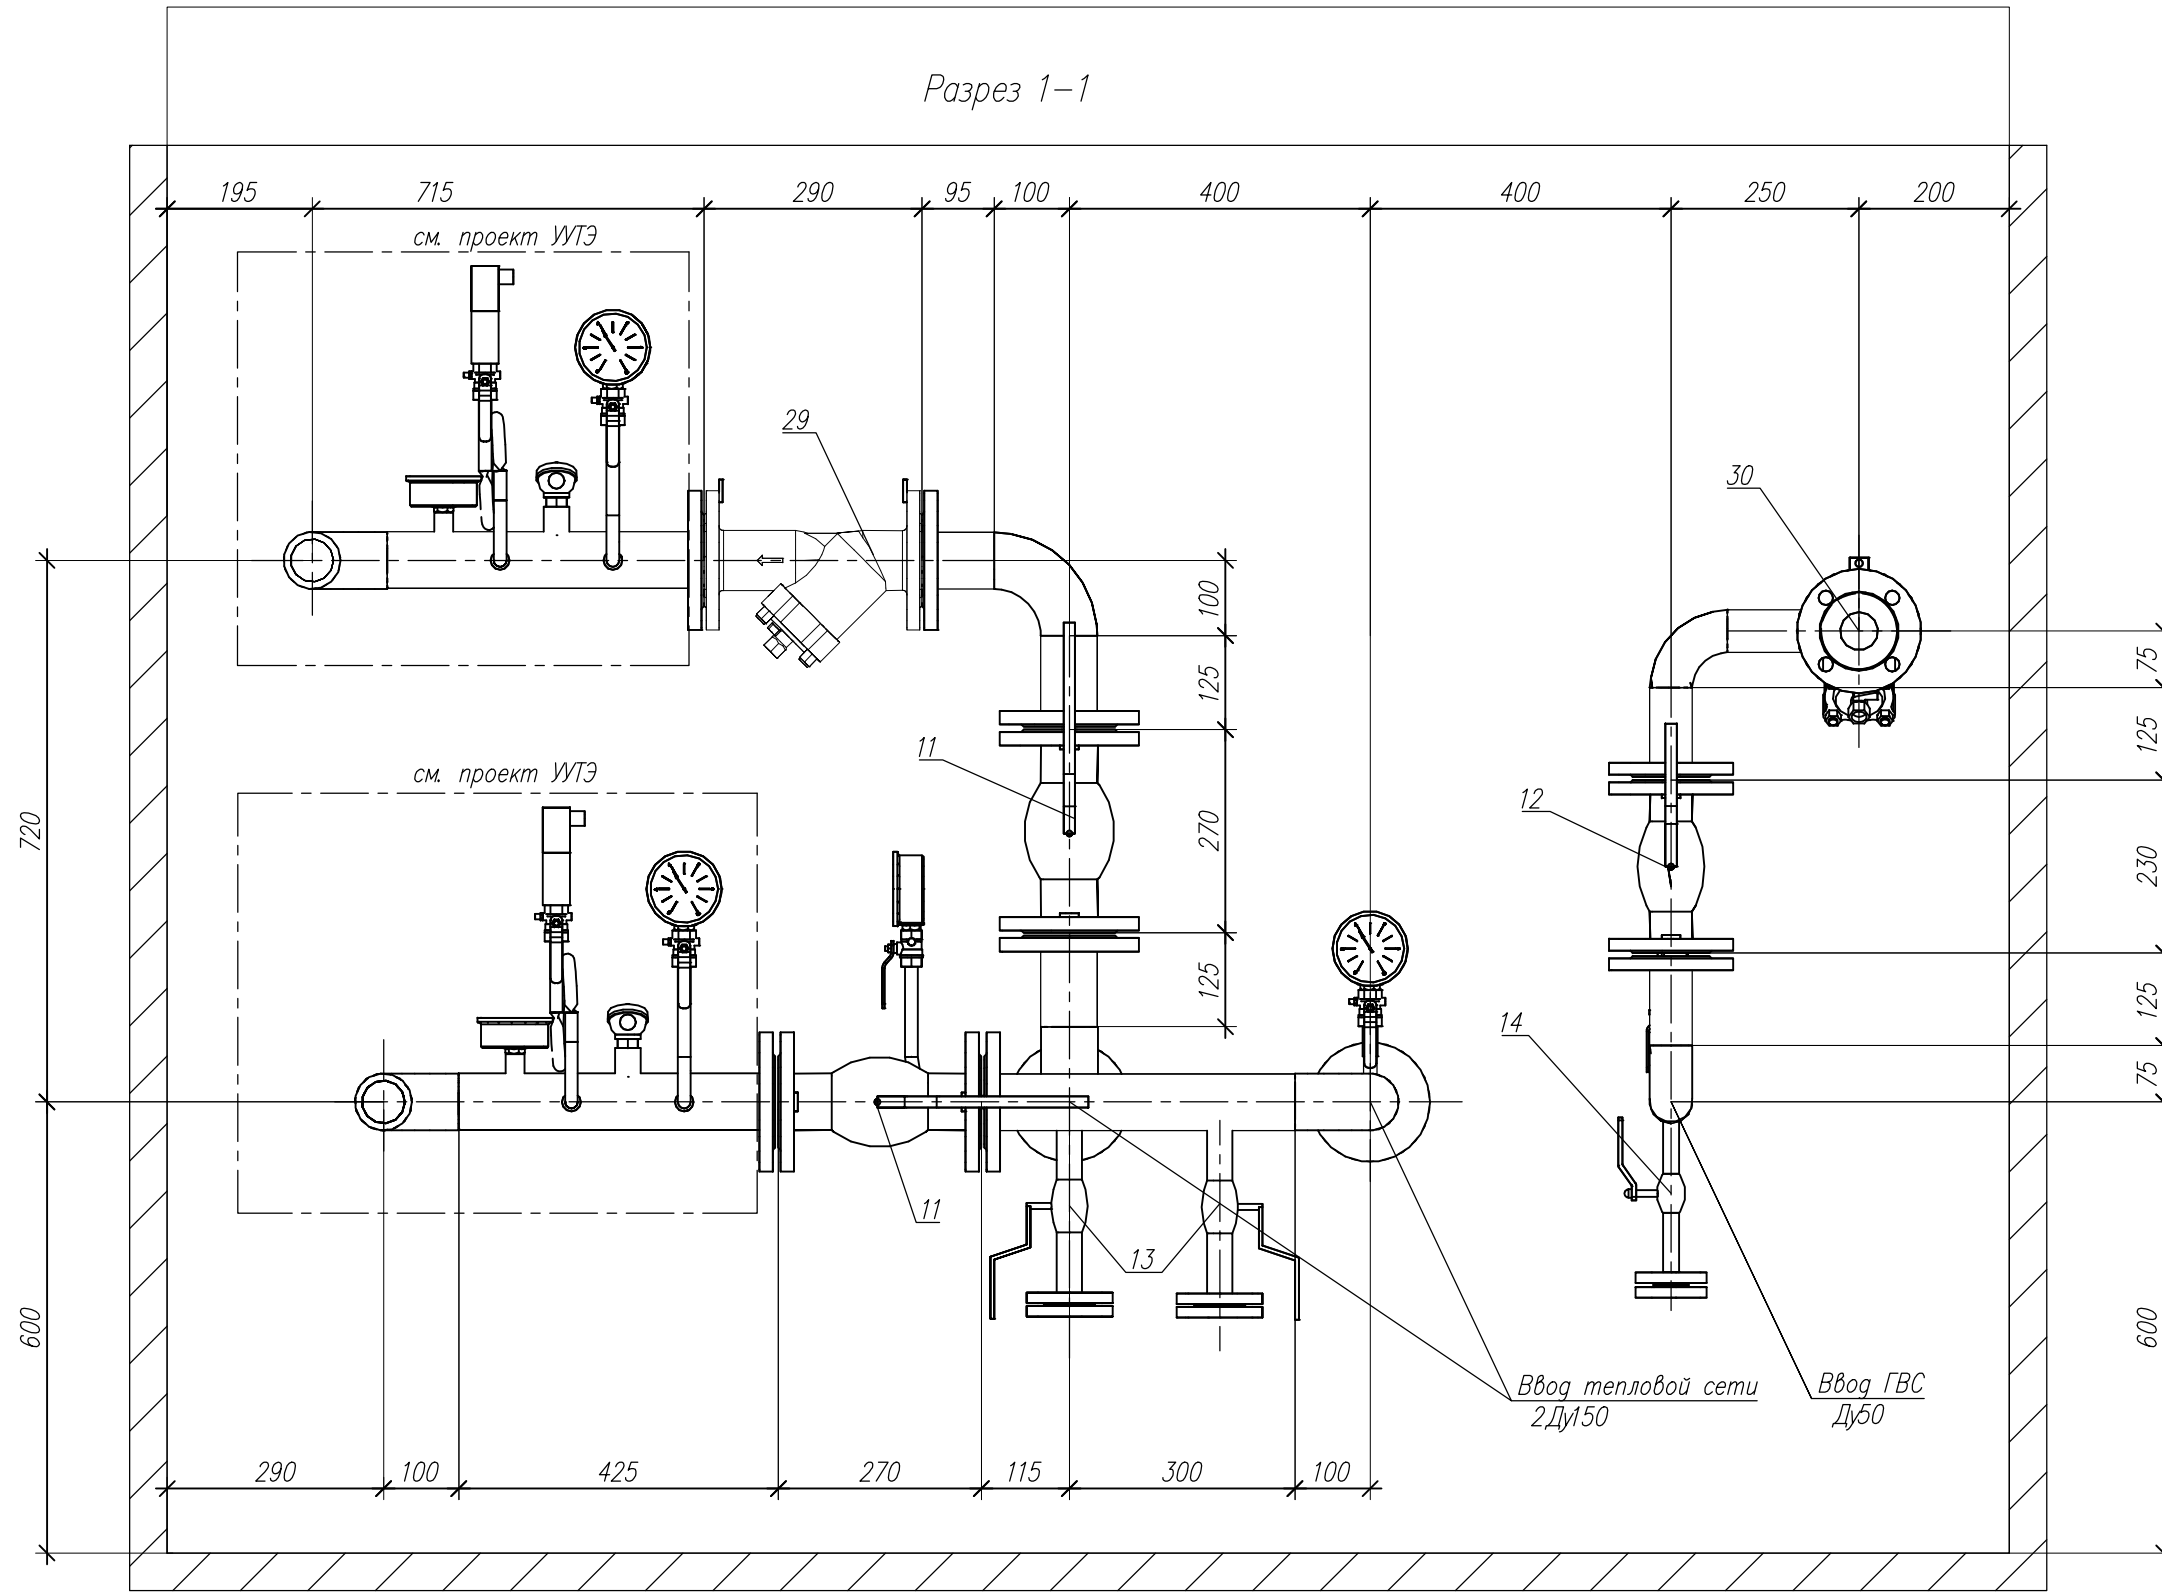 Разрез 1-1
195 715 290 95 100 400 400 250 200
см. проект УУТЭ
29
30
100
75
125
125
11
см. проект УУТЭ
12
720
270
230
125
125
14
75
11
13
600
600
Ввод тепловой сети
2Ду150
Ввод ГВС
Ду50
290 100 425 270 115 300 100